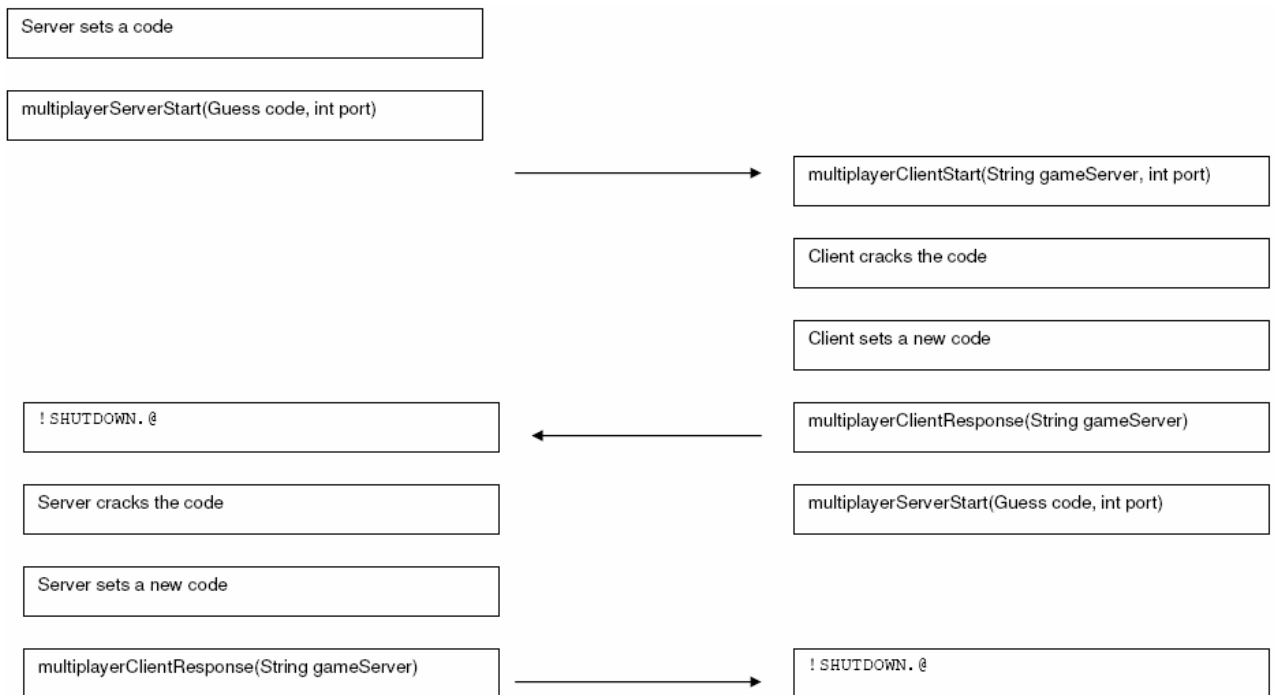 Server sets a code
multiplayerServerStart(Guess code, int port)
multiplayerClientStart(String gameServer, int port)
Client cracks the code
Client sets a new code
!SHUTDOWN.@
multiplayerClientResponse(String gameServer)
Server cracks the code
multiplayerServerStart(Guess code, int port)
Server sets a new code
multiplayerClientResponse(String gameServer)
!SHUTDOWN.@